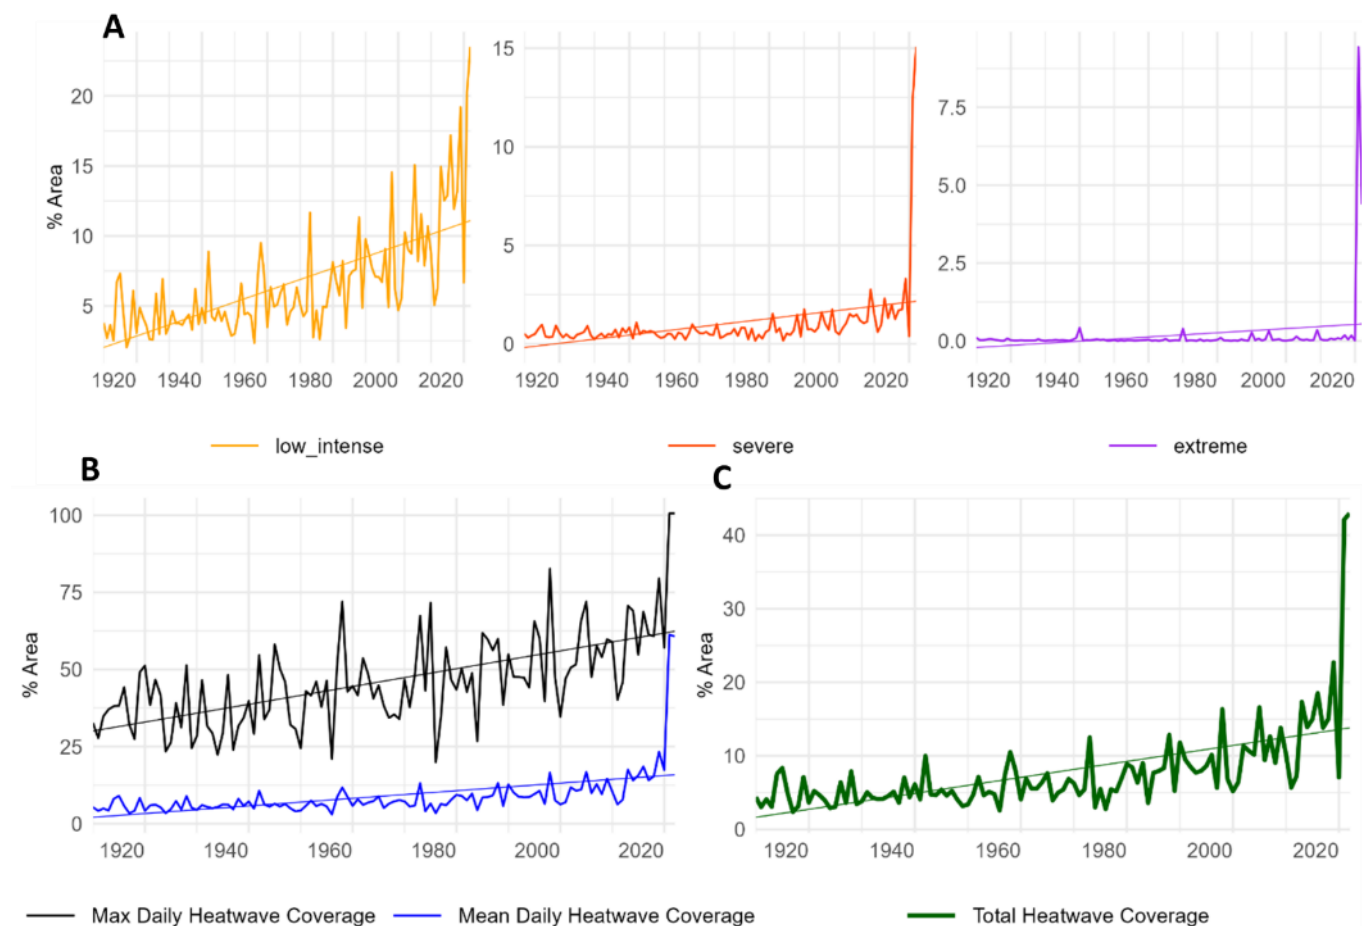 A
% Area
20
15
10
5
1920 1940 1960 1980 2000 2020
15
10
5
0
1920 1940 1960 1980 2000 2020
7.5
5.0
2.5
0.0
1920 1940 1960 1980 2000 2020
low_intense severe extreme
B
% Area
100
75
50
25
0
1920 1940 1960 1980 2000 2020
Max Daily Heatwave Coverage Mean Daily Heatwave Coverage
C
% Area
40
30
20
10
0
1920 1940 1960 1980 2000 2020
Total Heatwave Coverage